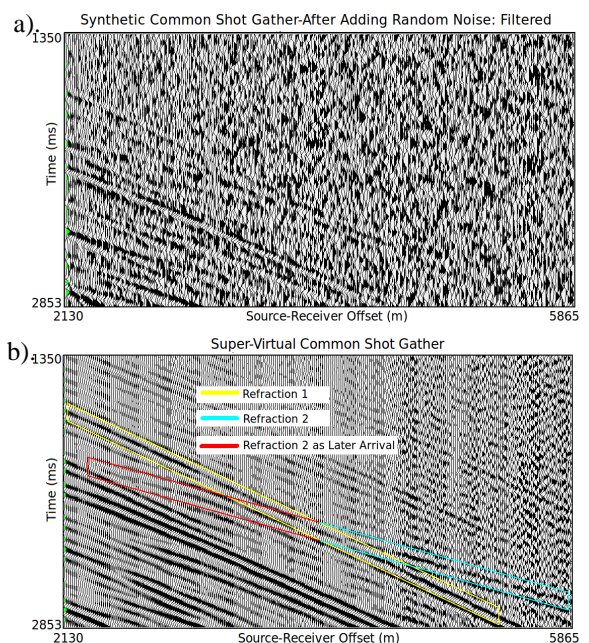 a).
Synthetic Common Shot Gather-After Adding Random Noise: Filtered
1350
Time (ms)
2853
2130
Source-Receiver Offset (m)
5865
b).
Super-Virtual Common Shot Gather
1350
Refraction 1
Refraction 2
Refraction 2 as Later Arrival
Time (ms)
2853
2130
Source-Receiver Offset (m)
5865